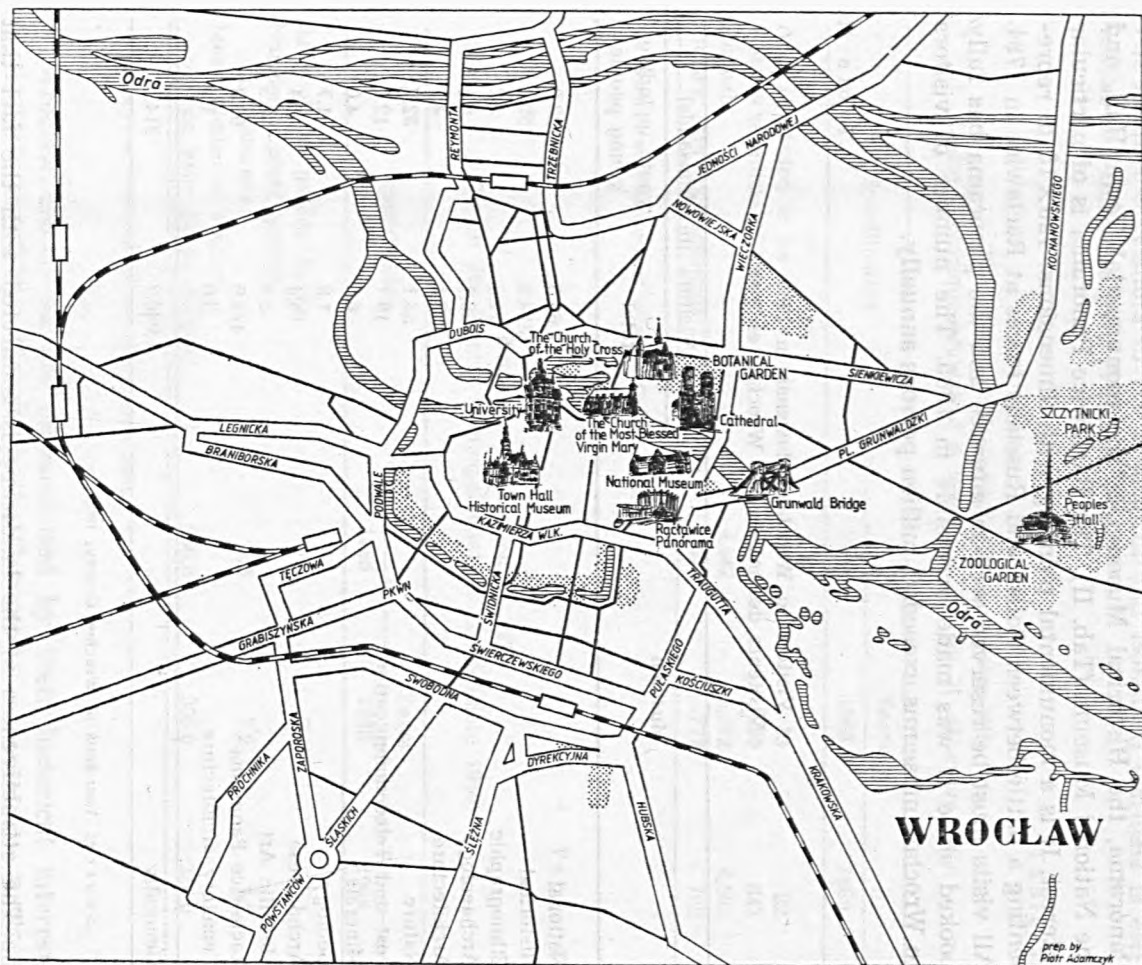 Odra
REYMONTA
TRZEBNICKA
JEDNOŚCI NARODOWEJ
NOWOWIEJSKA
WIECZORKA
KOCHANOWSKIEGO
DUBOIS
The Church
of the Holy Cross
BOTANICAL
GARDEN
SIENKIEWICZA
University
The Church
of the Most Blessed
Virgin Mary
Cathedral
PL. GRUNWALDZKI
SZCZYTNICKI
PARK
LEGNICKA
BRANIBORSKA
PODWALE
Town Hall
Historical Museum
National Museum
Racławice
Panorama
Grunwald Bridge
Peoples
Hall
KAZIMIERZA WLK.
ZOOLOGICAL
GARDEN
TĘCZOWA
PKWN
ŚWIDNICKA
TRAUGUTTA
Odra
GRABISZYŃSKA
ŚWIERCZEWSKIEGO
PUŁASKIEGO
KOŚCIUSZKI
SWOBODNA
ZAPOROSKA
PROCHNIKA
DYREKCYJNA
HUBSKA
KRAKOWSKA
ŚLĘŻNA
POWSTAŃCÓW
ŚLĄSKICH
WROCŁAW
prep. by
Piotr Adamczyk